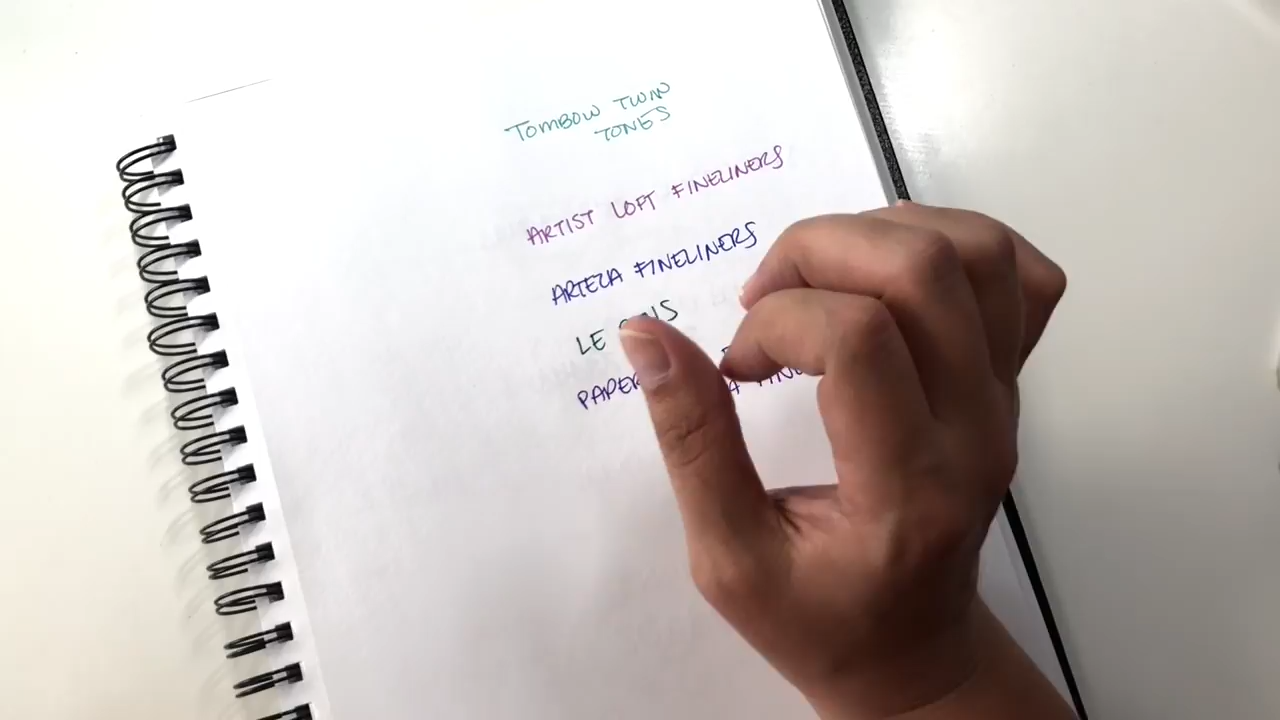 TOMBOW TWIN
TONES
ARTIST LOFT FINELINERS
ARTEZA FINELINERS
LE